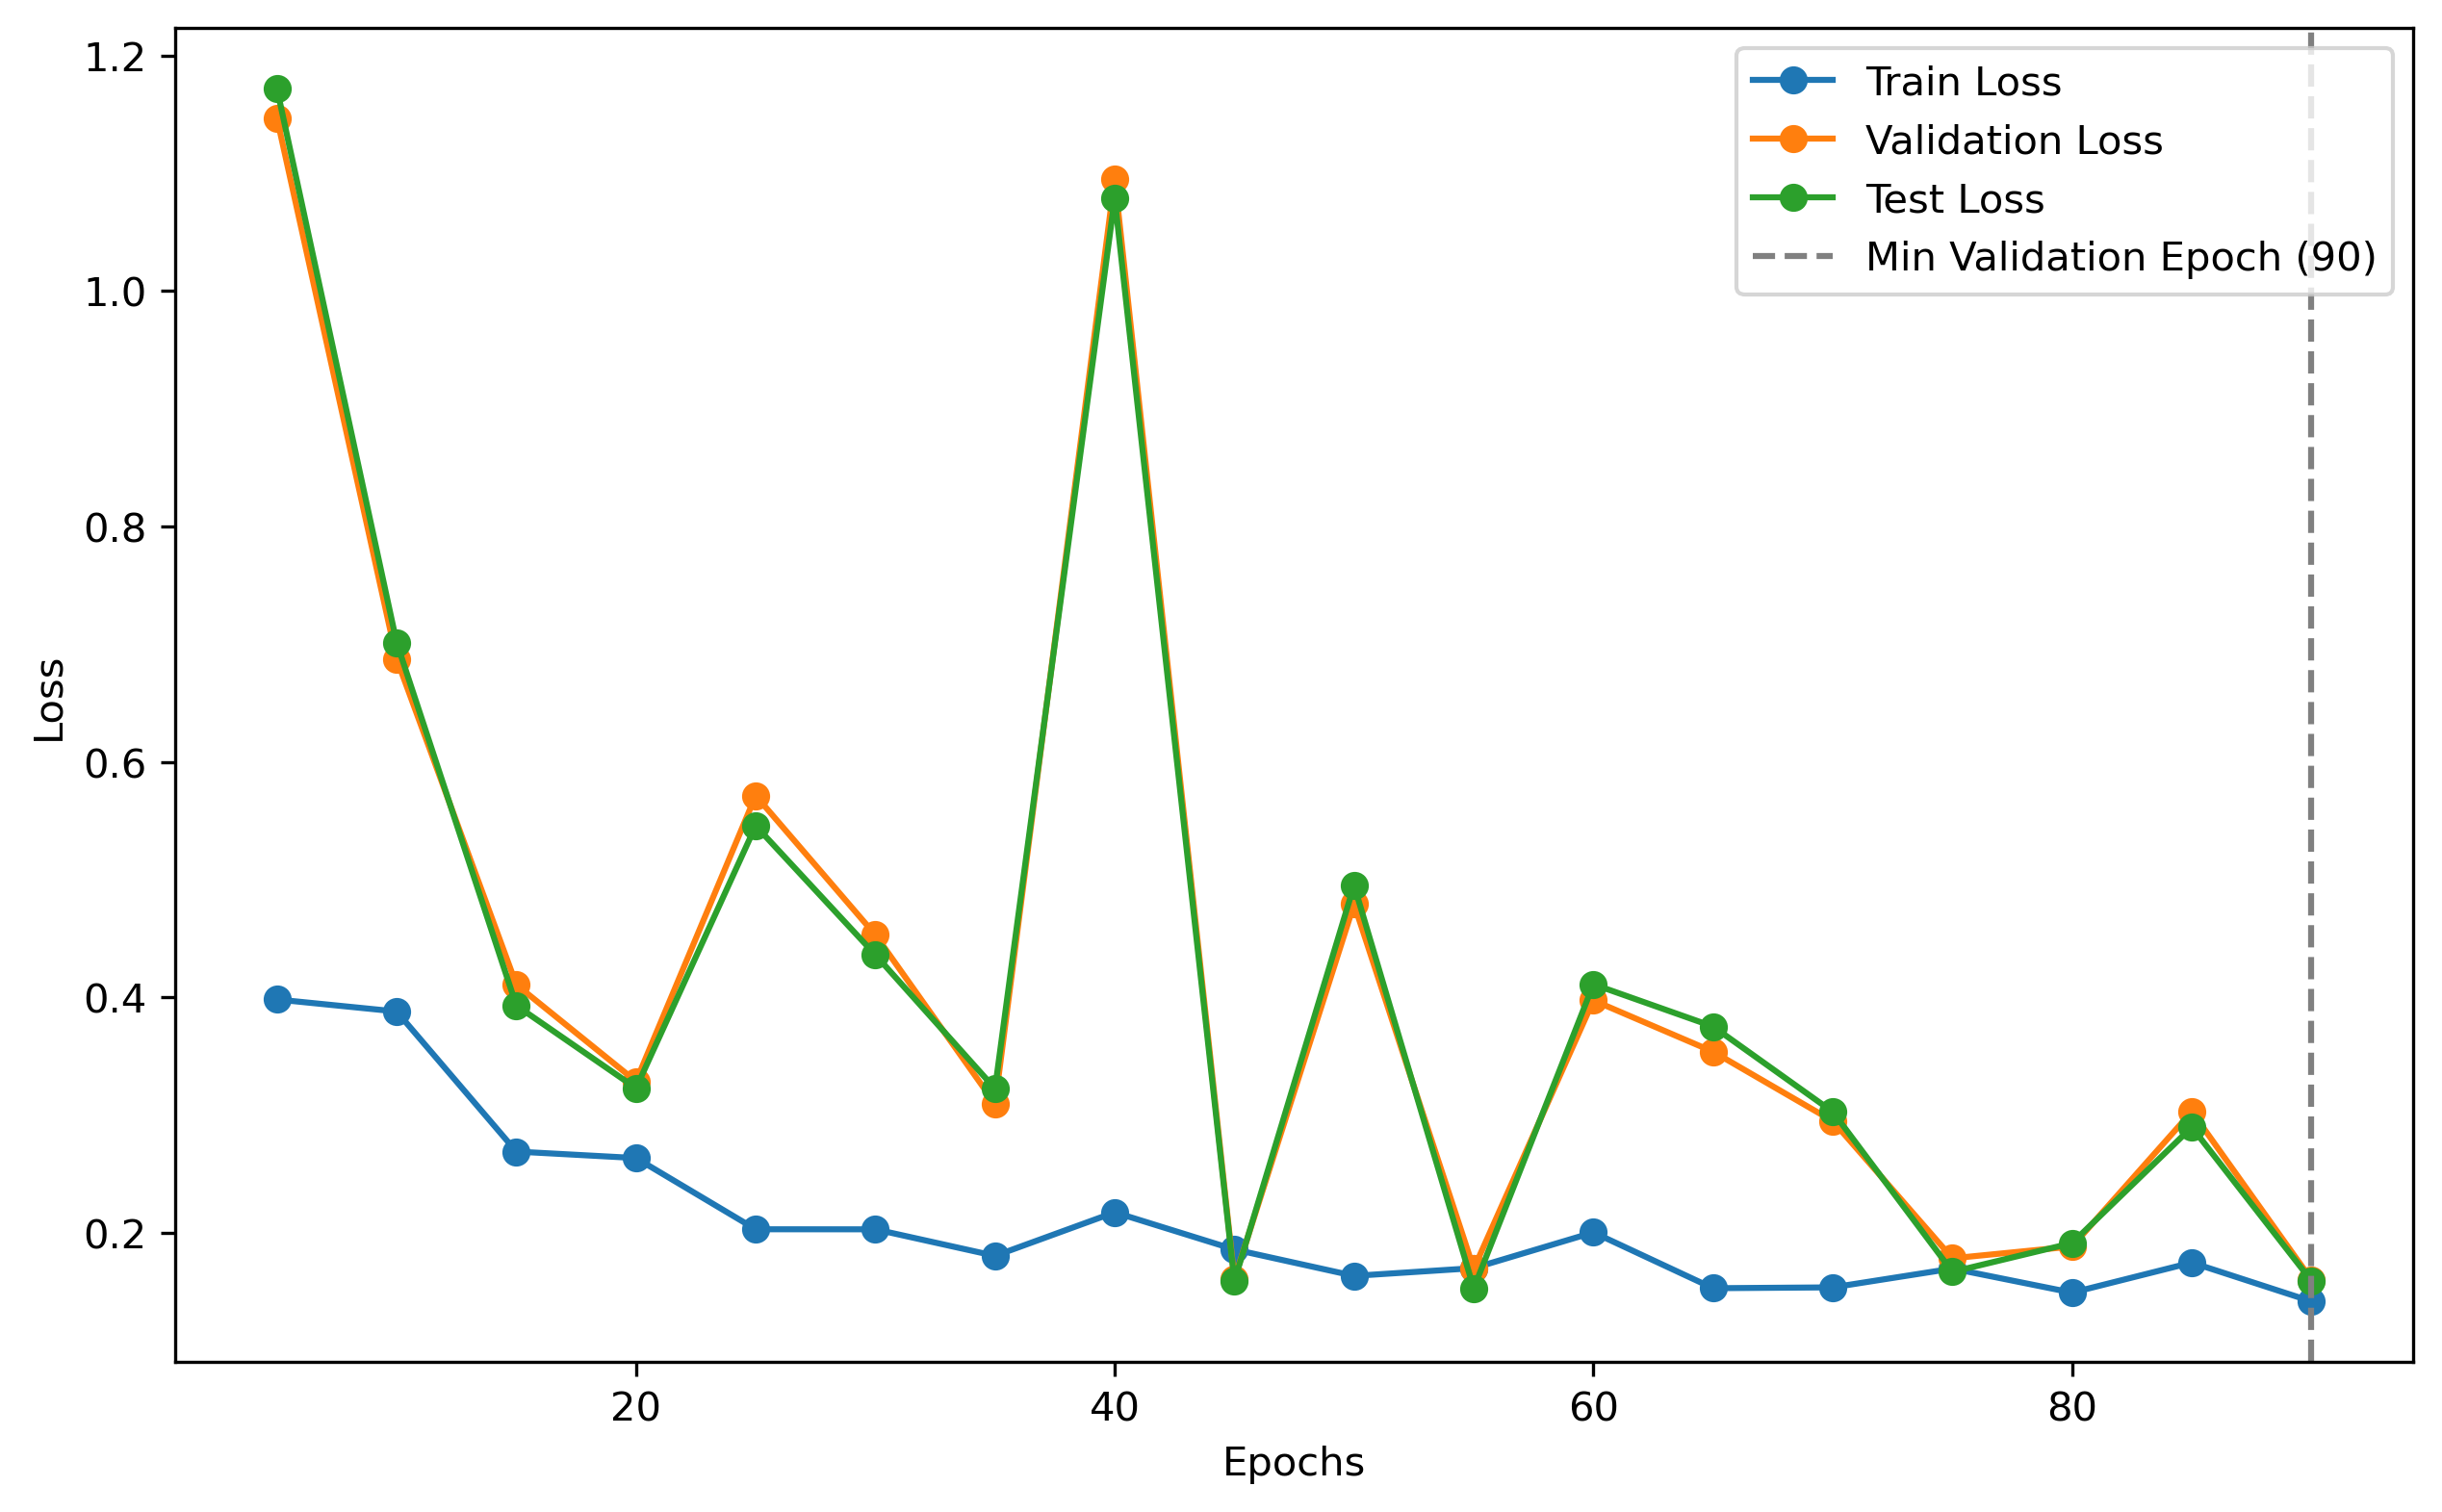 1.2
1.0
0.8
0.6
0.4
0.2
Loss
20 40 60 80
Epochs
Train Loss
Validation Loss
Test Loss
Min Validation Epoch (90)